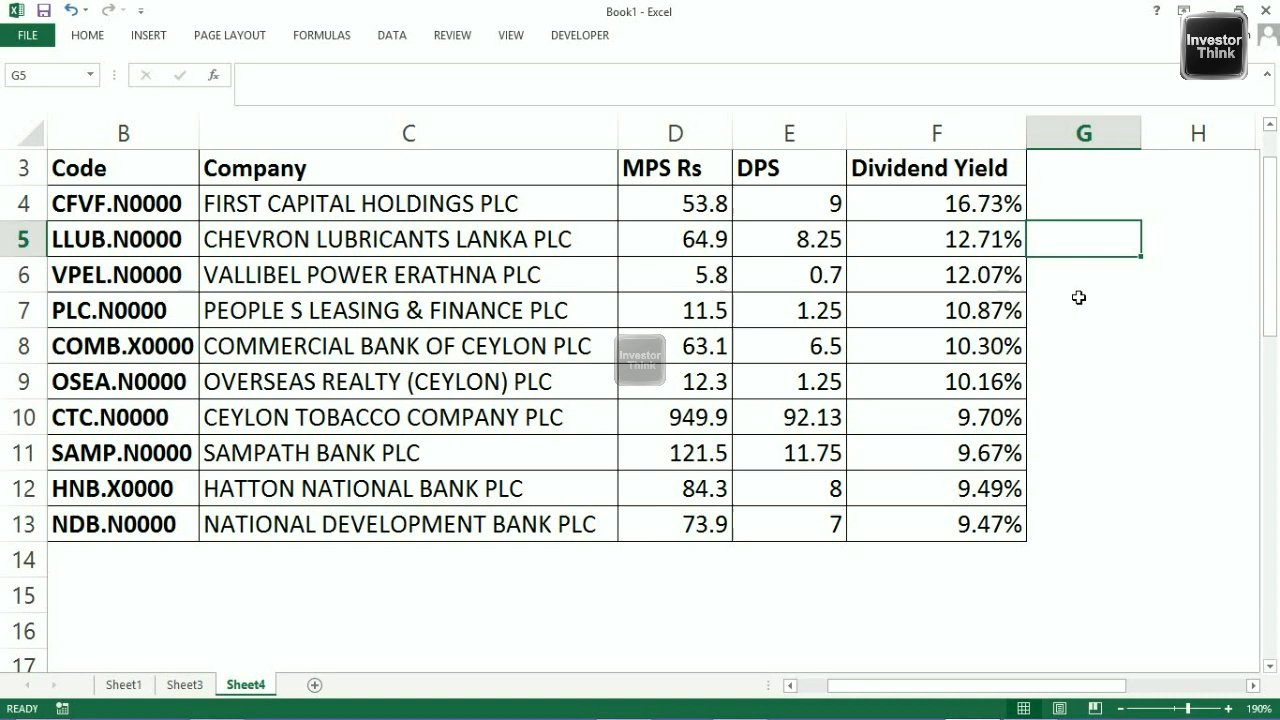 Book1 - Excel
?
FILE HOME INSERT PAGE LAYOUT FORMULAS DATA REVIEW VIEW DEVELOPER
Investor
Think
G5 fx
B C D E F G H
3 Code Company MPS Rs DPS Dividend Yield
4 CFVF.N0000 FIRST CAPITAL HOLDINGS PLC 53.8 9 16.73%
5 LLUB.N0000 CHEVRON LUBRICANTS LANKA PLC 64.9 8.25 12.71%
6 VPEL.N0000 VALLIBEL POWER ERATHNA PLC 5.8 0.7 12.07%
7 PLC.N0000 PEOPLE S LEASING & FINANCE PLC 11.5 1.25 10.87%
8 COMB.X0000 COMMERCIAL BANK OF CEYLON PLC 63.1 6.5 10.30%
Investor
Think
9 OSEA.N0000 OVERSEAS REALTY (CEYLON) PLC 12.3 1.25 10.16%
10 CTC.N0000 CEYLON TOBACCO COMPANY PLC 949.9 92.13 9.70%
11 SAMP.N0000 SAMPATH BANK PLC 121.5 11.75 9.67%
12 HNB.X0000 HATTON NATIONAL BANK PLC 84.3 8 9.49%
13 NDB.N0000 NATIONAL DEVELOPMENT BANK PLC 73.9 7 9.47%
14
15
16
17
Sheet1 Sheet3 Sheet4
READY 190%